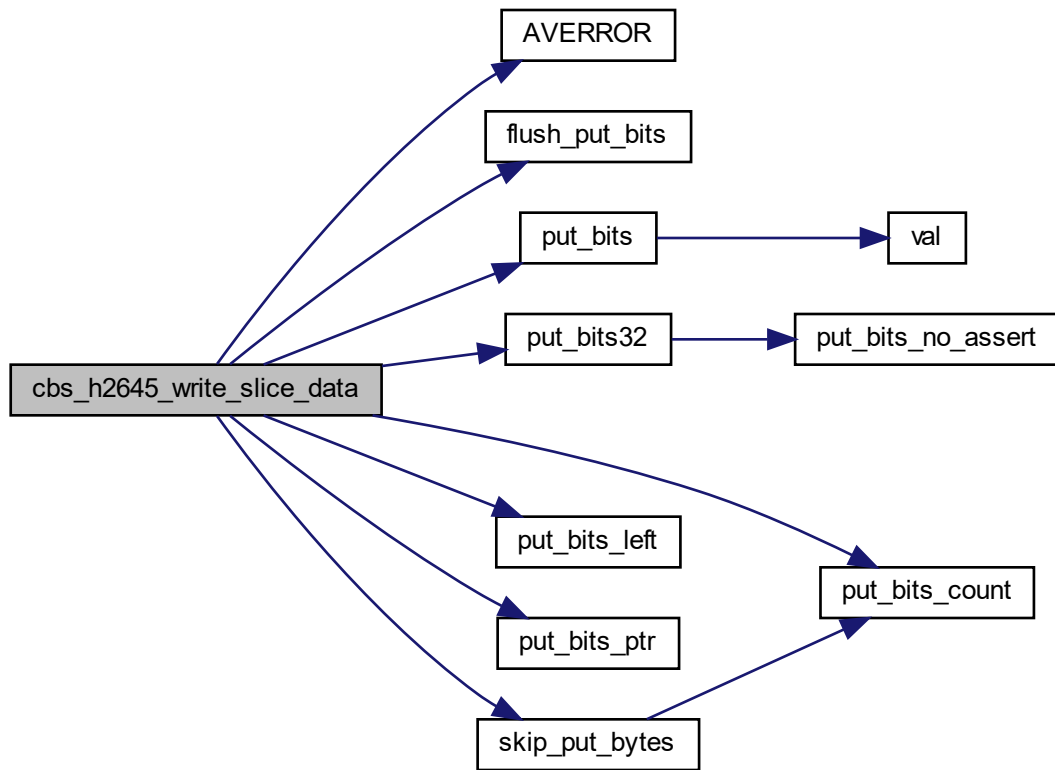 AVERROR
flush_put_bits
put_bits
val
put_bits32
put_bits_no_assert
cbs_h2645_write_slice_data
put_bits_left
put_bits_count
put_bits_ptr
skip_put_bytes